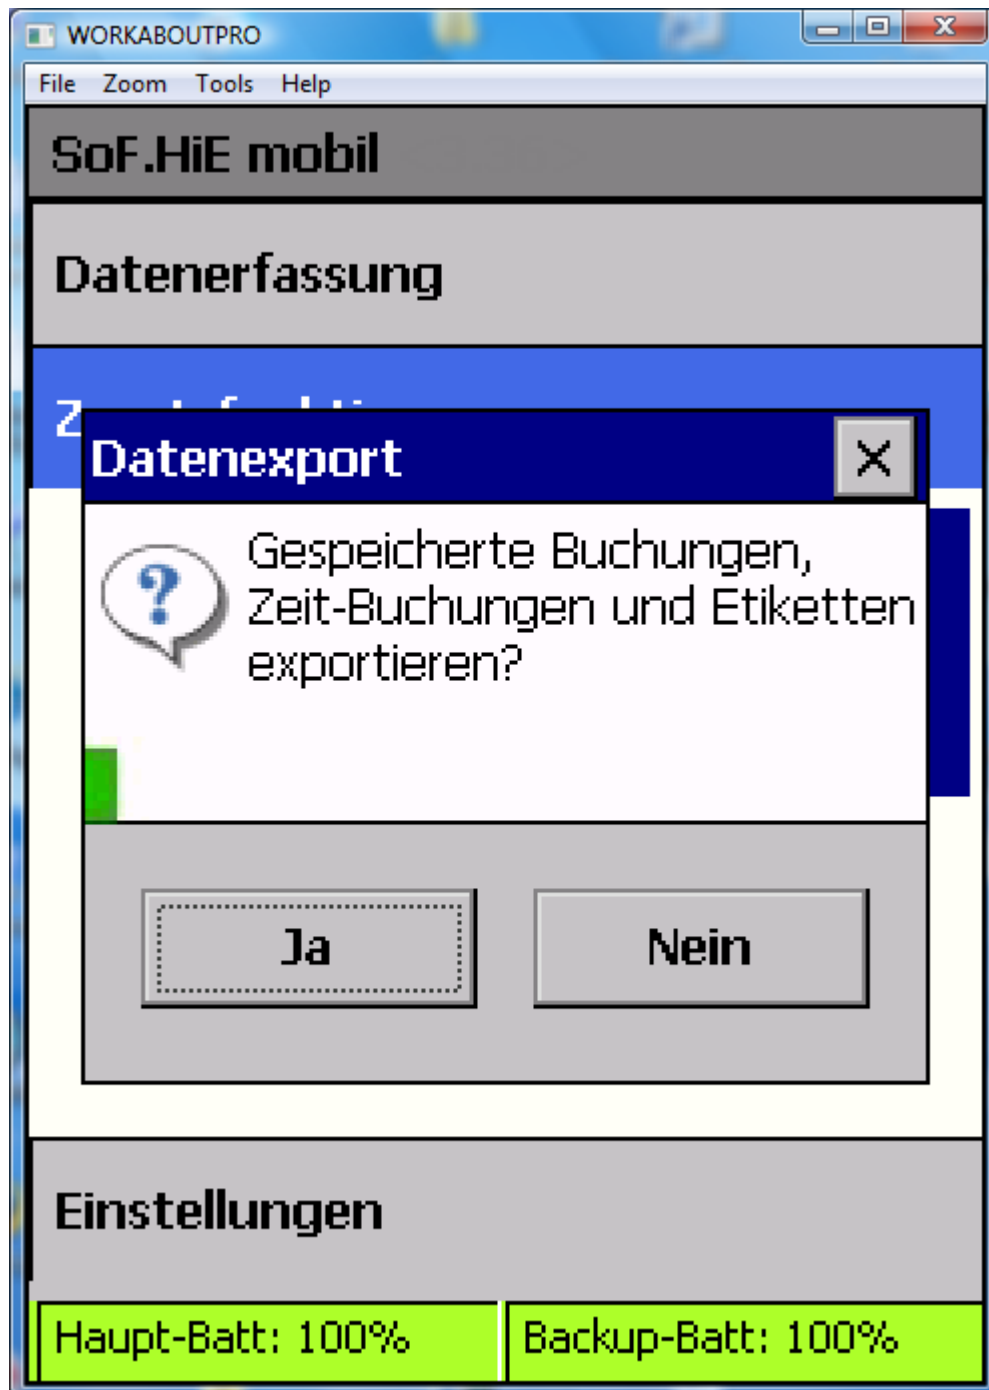 WORKABOUTPRO
File Zoom Tools Help
SoF.HiE mobil
Datenerfassung
Datenexport
Gespeicherte Buchungen,
Zeit-Buchungen und Etiketten
exportieren?
Ja Nein
Einstellungen
Haupt-Batt: 100% Backup-Batt: 100%